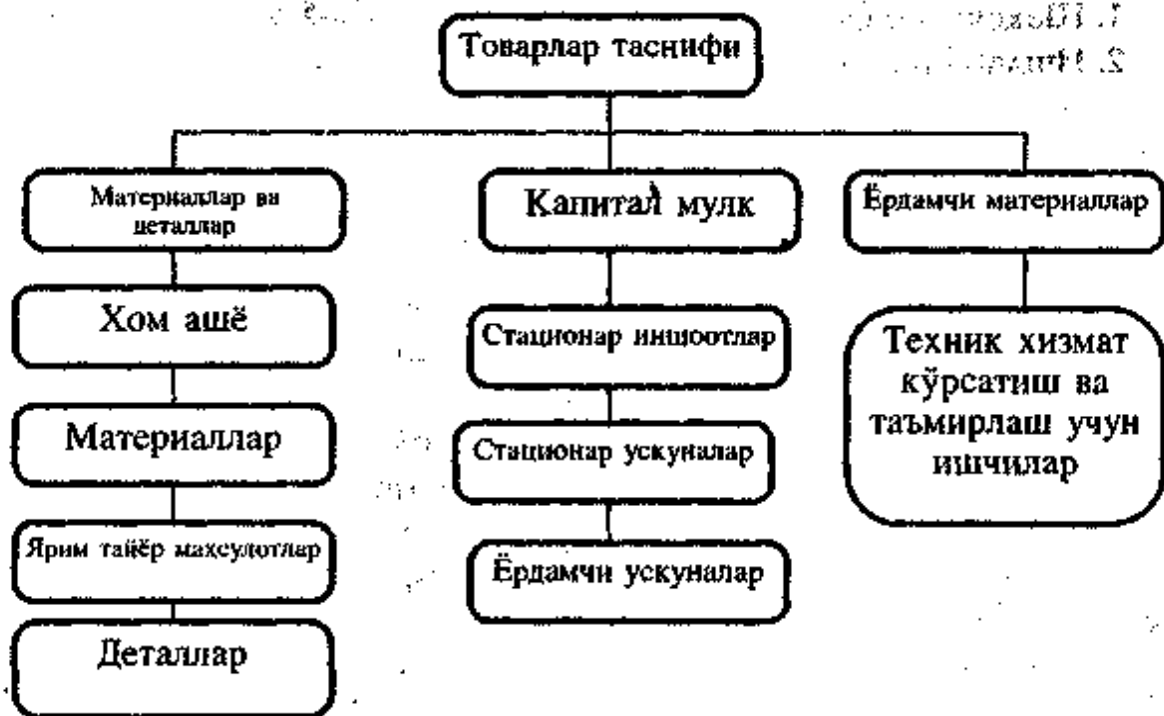 Товарлар таснифи
Материаллар ва
деталлар
Капитал мулк
Ёрдамчи материаллар
Хом ашё
Стационар иншоотлар
Техник хизмат
кўрсатиш ва
таъмирлаш учун
ишчилар
Материаллар
Стационар ускуналар
Ярим тайёр махсулотлар
Ёрдамчи ускуналар
Деталлар